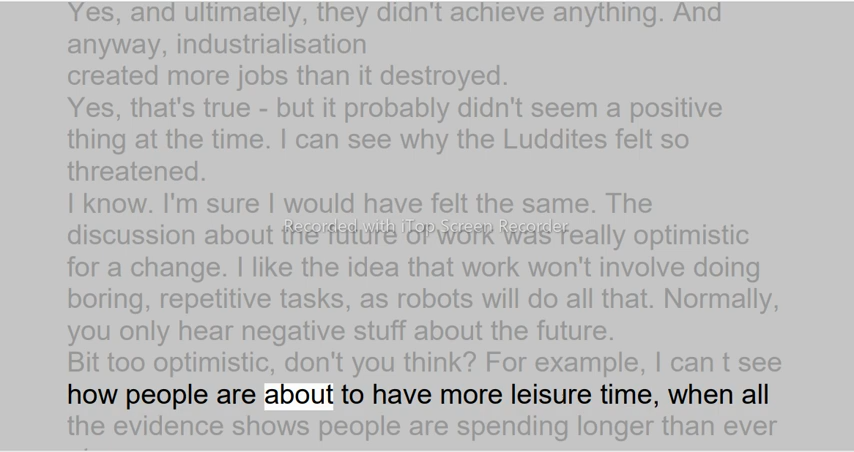 Yes, and ultimately, they didn't achieve anything. And
anyway, industrialisation
created more jobs than it destroyed.
Yes, that's true - but it probably didn't seem a positive
thing at the time. I can see why the Luddites felt so
threatened.
I know. I'm sure I would have felt the same. The
Recorded with iTop Screen Recorder
discussion about the future of work was really optimistic
for a change. I like the idea that work won't involve doing
boring, repetitive tasks, as robots will do all that. Normally,
you only hear negative stuff about the future.
Bit too optimistic, don't you think? For example, I can t see
how people are about to have more leisure time, when all
the evidence shows people are spending longer than ever